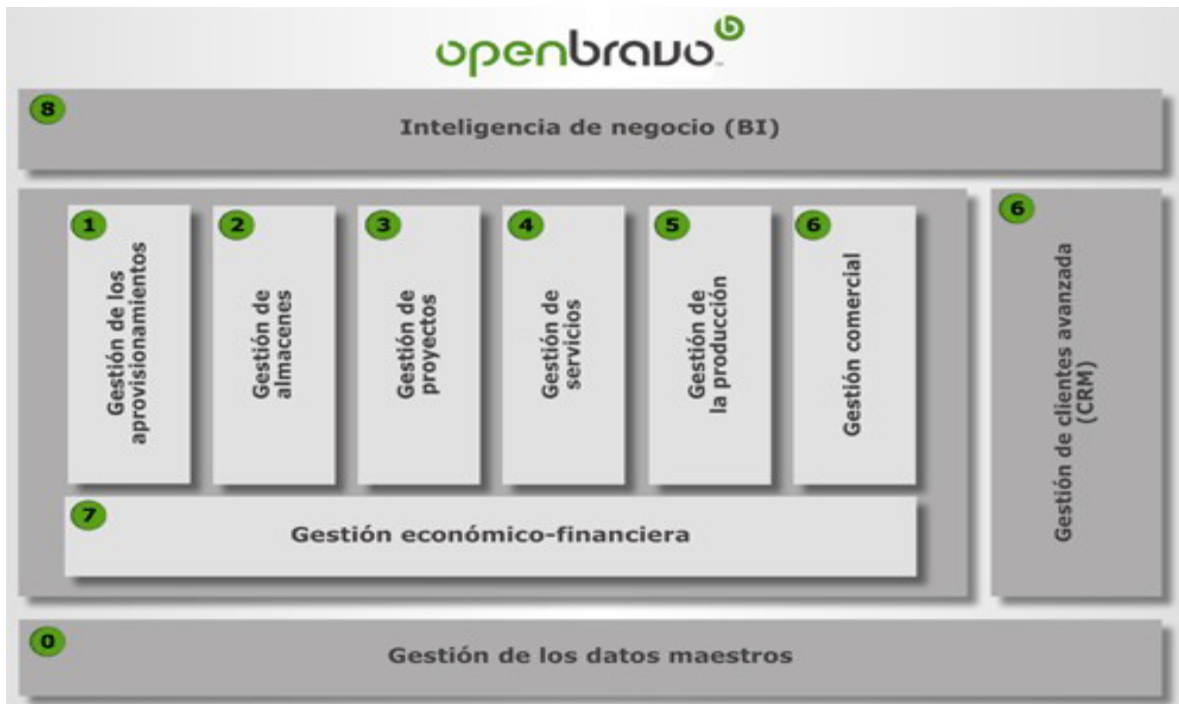 openbravo
b
™
8
Inteligencia de negocio (BI)
1
Gestión de los
aprovisionamientos
2
Gestión de
almacenes
3
Gestión de
proyectos
4
Gestión de
servicios
5
Gestión de
la producción
6
Gestión comercial
6
Gestión de clientes avanzada
(CRM)
7
Gestión económico-financiera
0
Gestión de los datos maestros